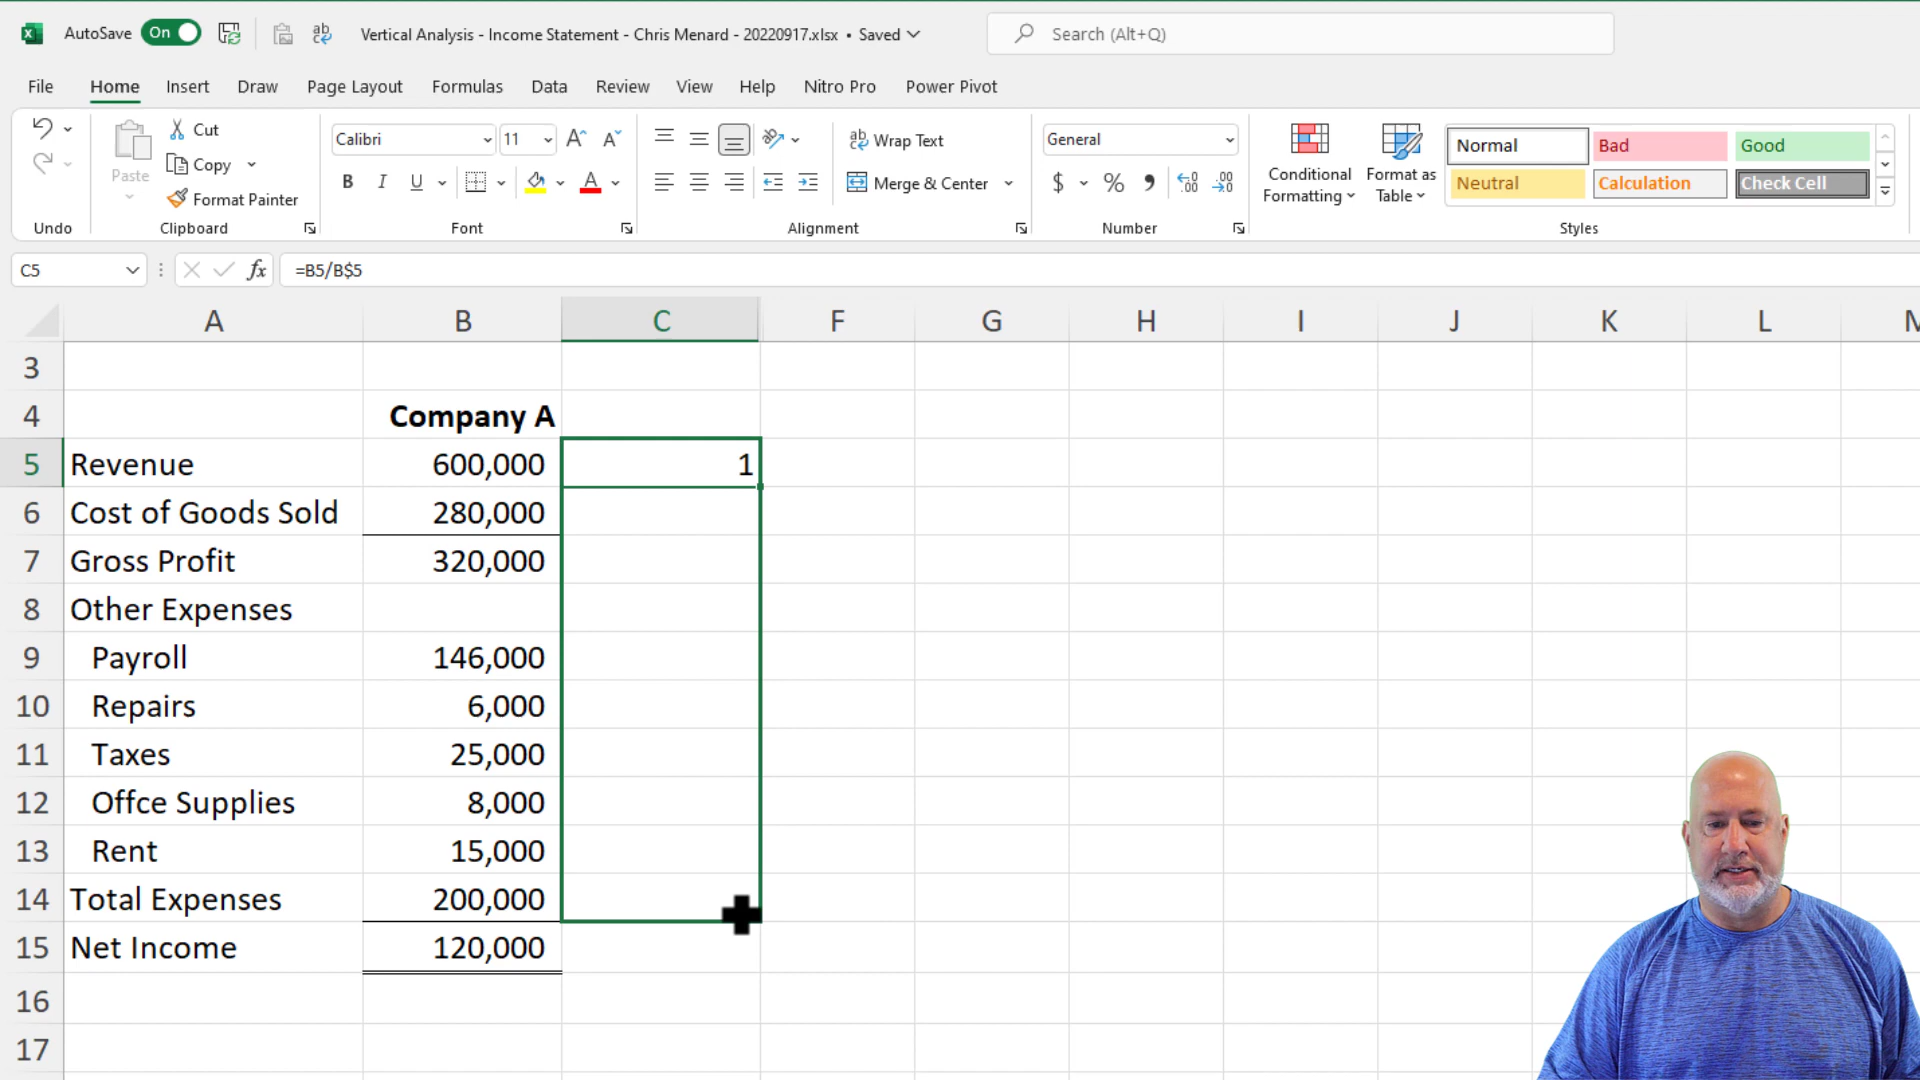 AutoSave On Vertical Analysis - Income Statement - Chris Menard - 20220917.xlsx • Saved Search (Alt+Q)
File Home Insert Draw Page Layout Formulas Data Review View Help Nitro Pro Power Pivot
Cut Calibri 11 Wrap Text General Normal Bad Good
Paste Copy B I U Merge & Center $ % Conditional Formatting Format as Table Neutral Calculation Check Cell
Format Painter
Undo Clipboard Font Alignment Number Styles
C5 fx =B5/B$5
A B C F G H I J K L M
3
4 Company A
5 Revenue 600,000 1
6 Cost of Goods Sold 280,000
7 Gross Profit 320,000
8 Other Expenses
9 Payroll 146,000
10 Repairs 6,000
11 Taxes 25,000
12 Offce Supplies 8,000
13 Rent 15,000
14 Total Expenses 200,000
15 Net Income 120,000
16
17